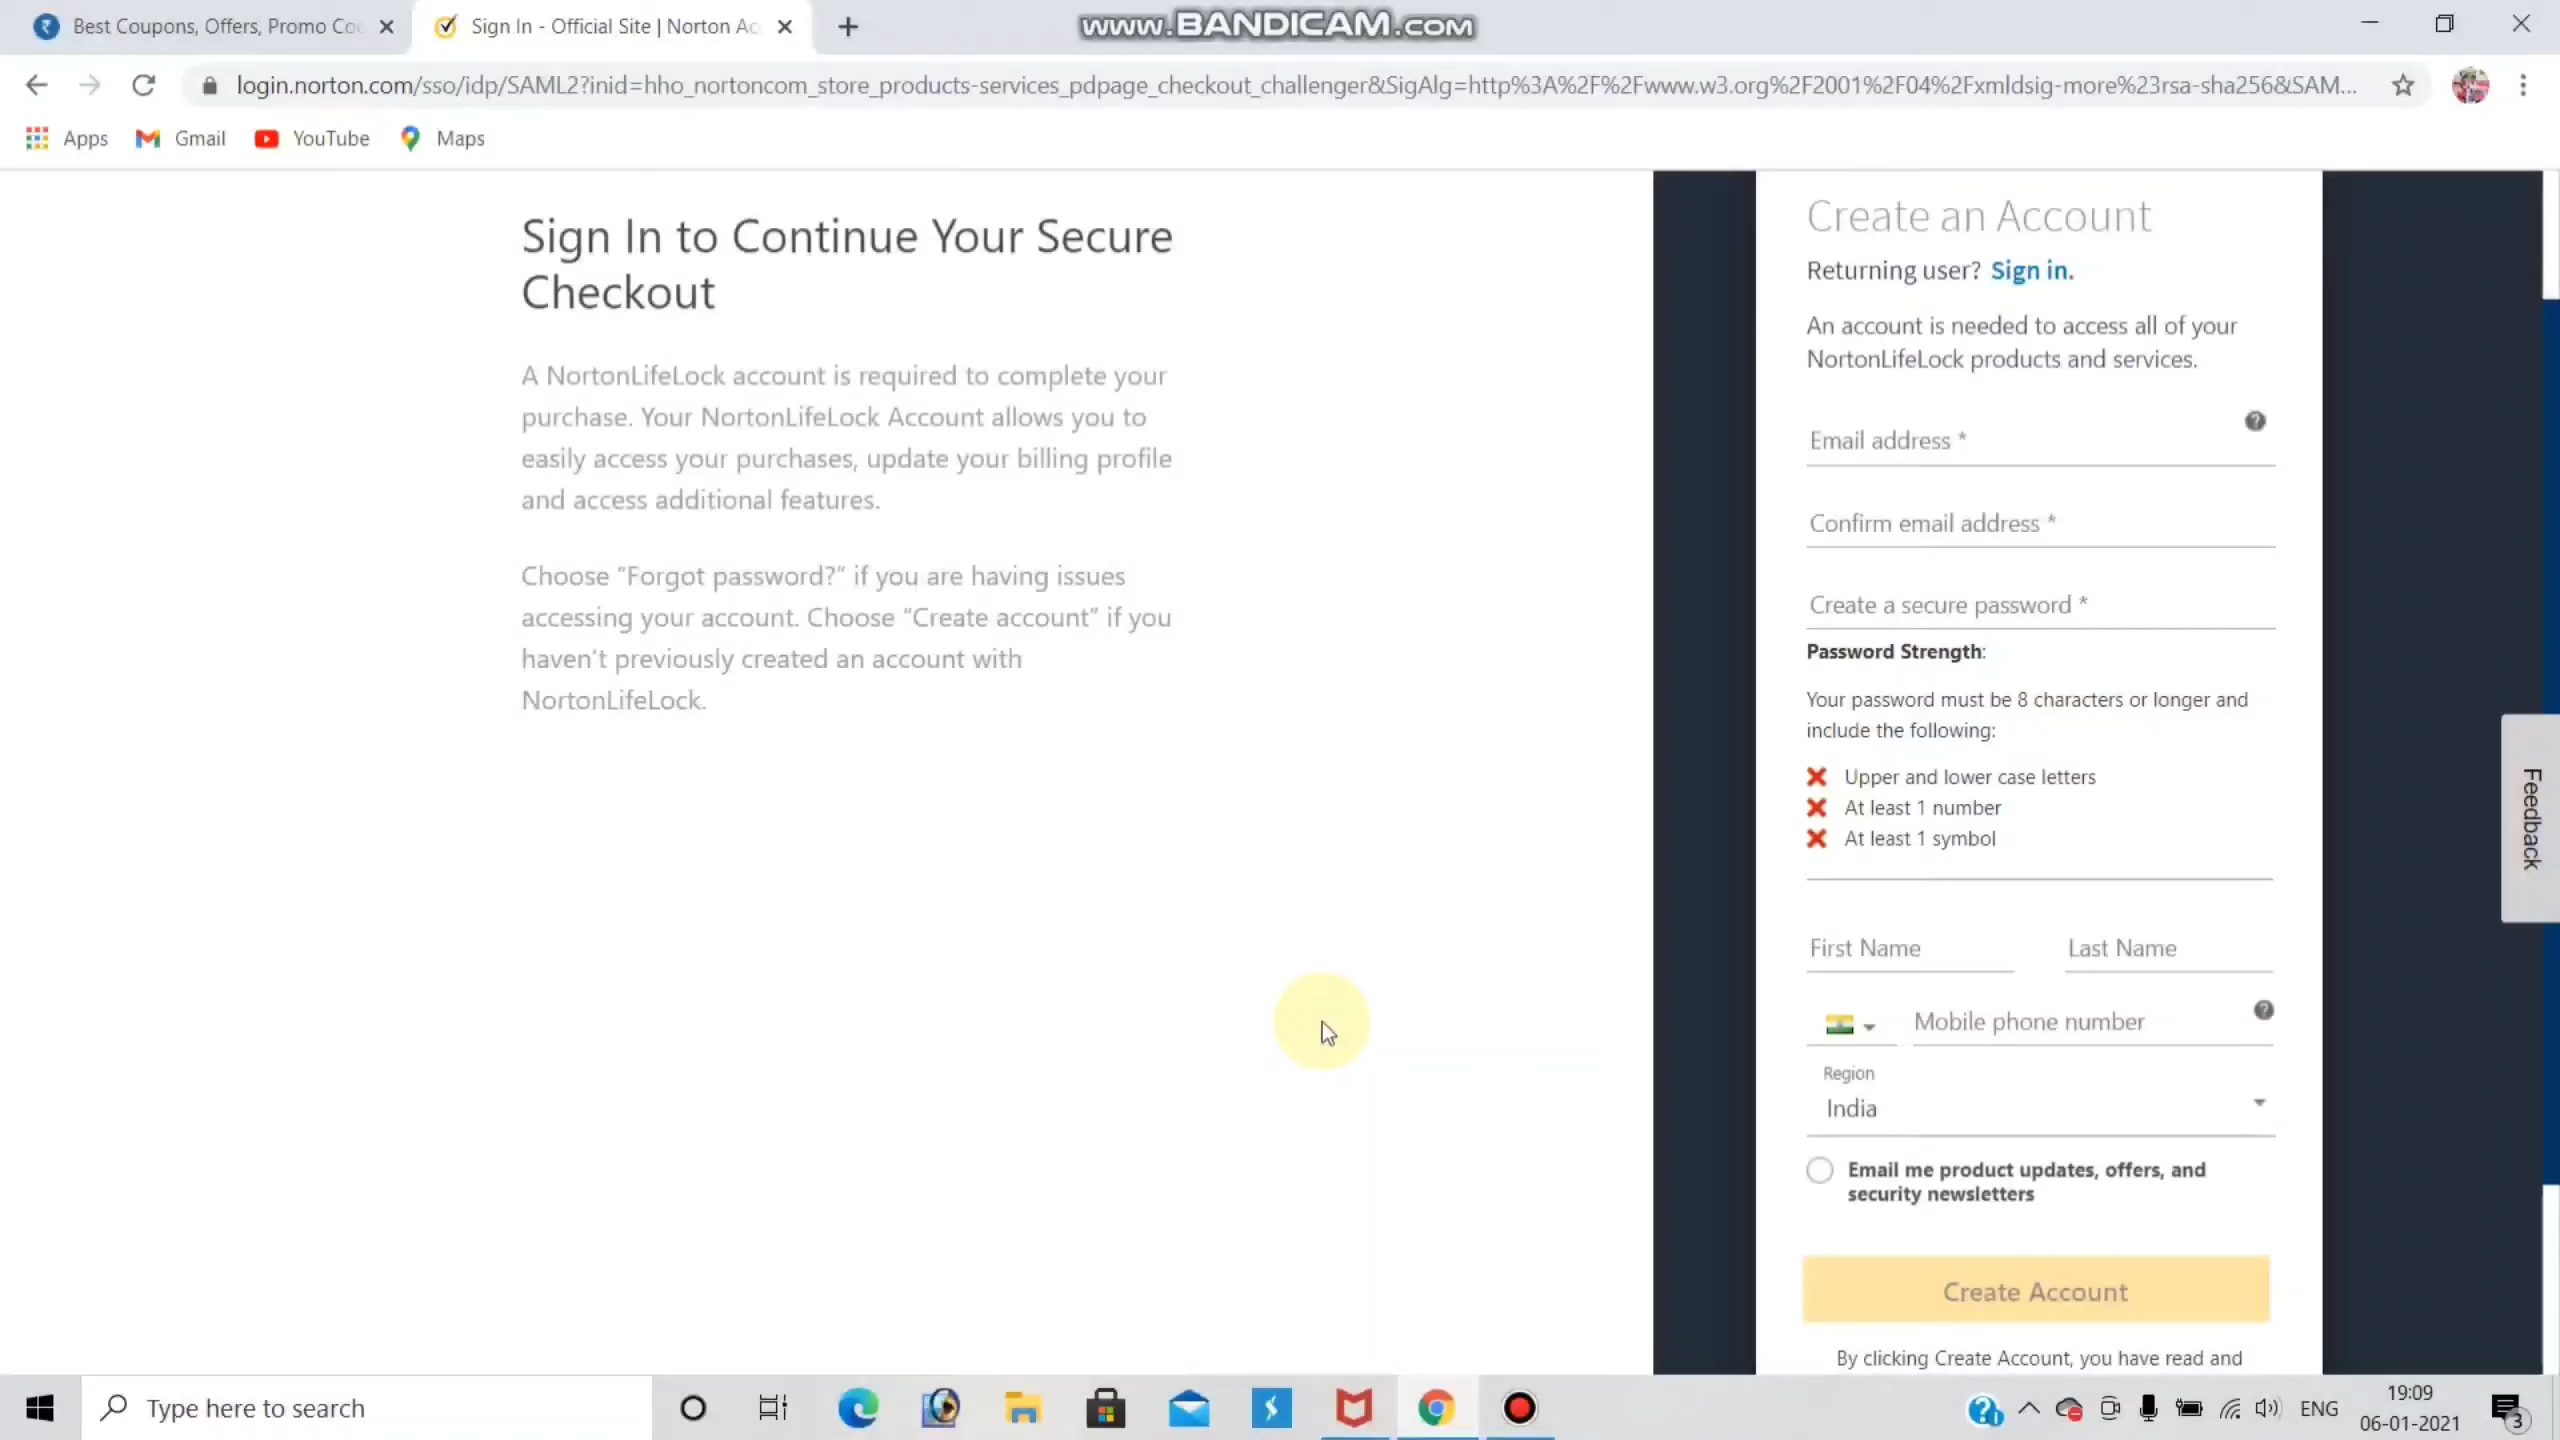 Best Coupons, Offers, Promo Co
Sign In - Official Site | Norton Ac
www.BANDICAM.com
login.norton.com/sso/idp/SAML2?inid=hho_nortoncom_store_products-services_pdpage_checkout_challenger&SigAlg=http%3A%2F%2Fwww.w3.org%2F2001%2F04%2Fxmldsig-more%23rsa-sha256&SAM...
Apps
Gmail
YouTube
Maps
Sign In to Continue Your Secure
Checkout
A NortonLifeLock account is required to complete your
purchase. Your NortonLifeLock Account allows you to
easily access your purchases, update your billing profile
and access additional features.
Choose “Forgot password?” if you are having issues
accessing your account. Choose “Create account” if you
haven’t previously created an account with
NortonLifeLock.
Create an Account
Returning user? Sign in.
An account is needed to access all of your
NortonLifeLock products and services.
Email address *
Confirm email address *
Create a secure password *
Password Strength:
Your password must be 8 characters or longer and
include the following:
Upper and lower case letters
At least 1 number
At least 1 symbol
First Name
Last Name
Mobile phone number
Region
India
Email me product updates, offers, and
security newsletters
Create Account
By clicking Create Account, you have read and
Feedback
Type here to search
ENG
19:09
06-01-2021
3